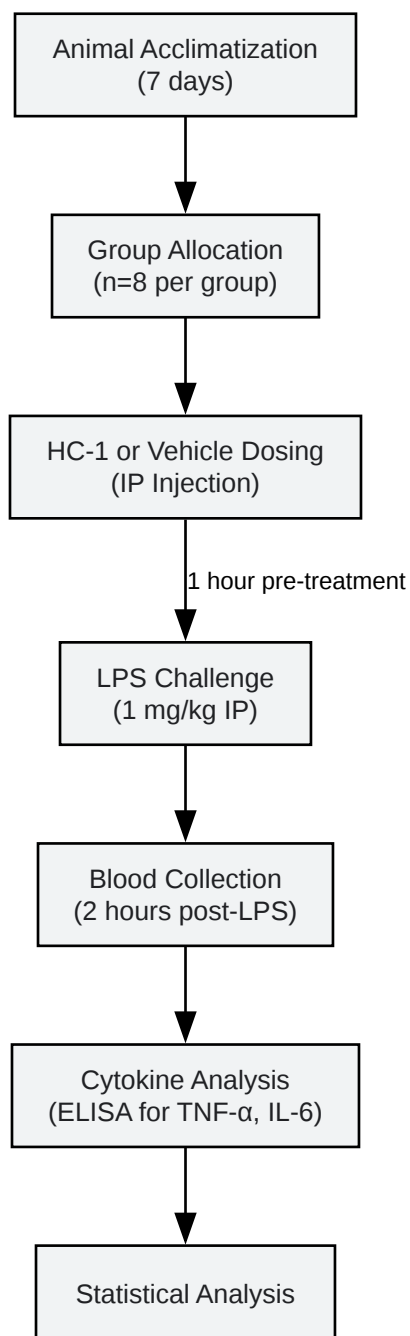 Animal Acclimatization
(7 days)
Group Allocation
(n=8 per group)
HC-1 or Vehicle Dosing
(IP Injection)
1 hour pre-treatment
LPS Challenge
(1 mg/kg IP)
Blood Collection
(2 hours post-LPS)
Cytokine Analysis
(ELISA for TNF-α, IL-6)
Statistical Analysis